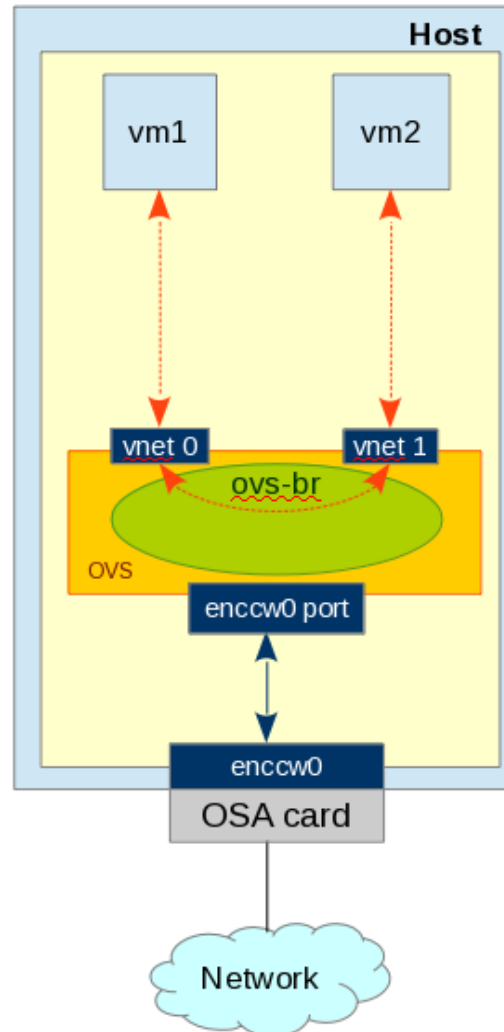 Host
vm1
vm2
vnet 0
vnet 1
ovs-br
OVS
enccw0 port
enccw0
OSA card
Network